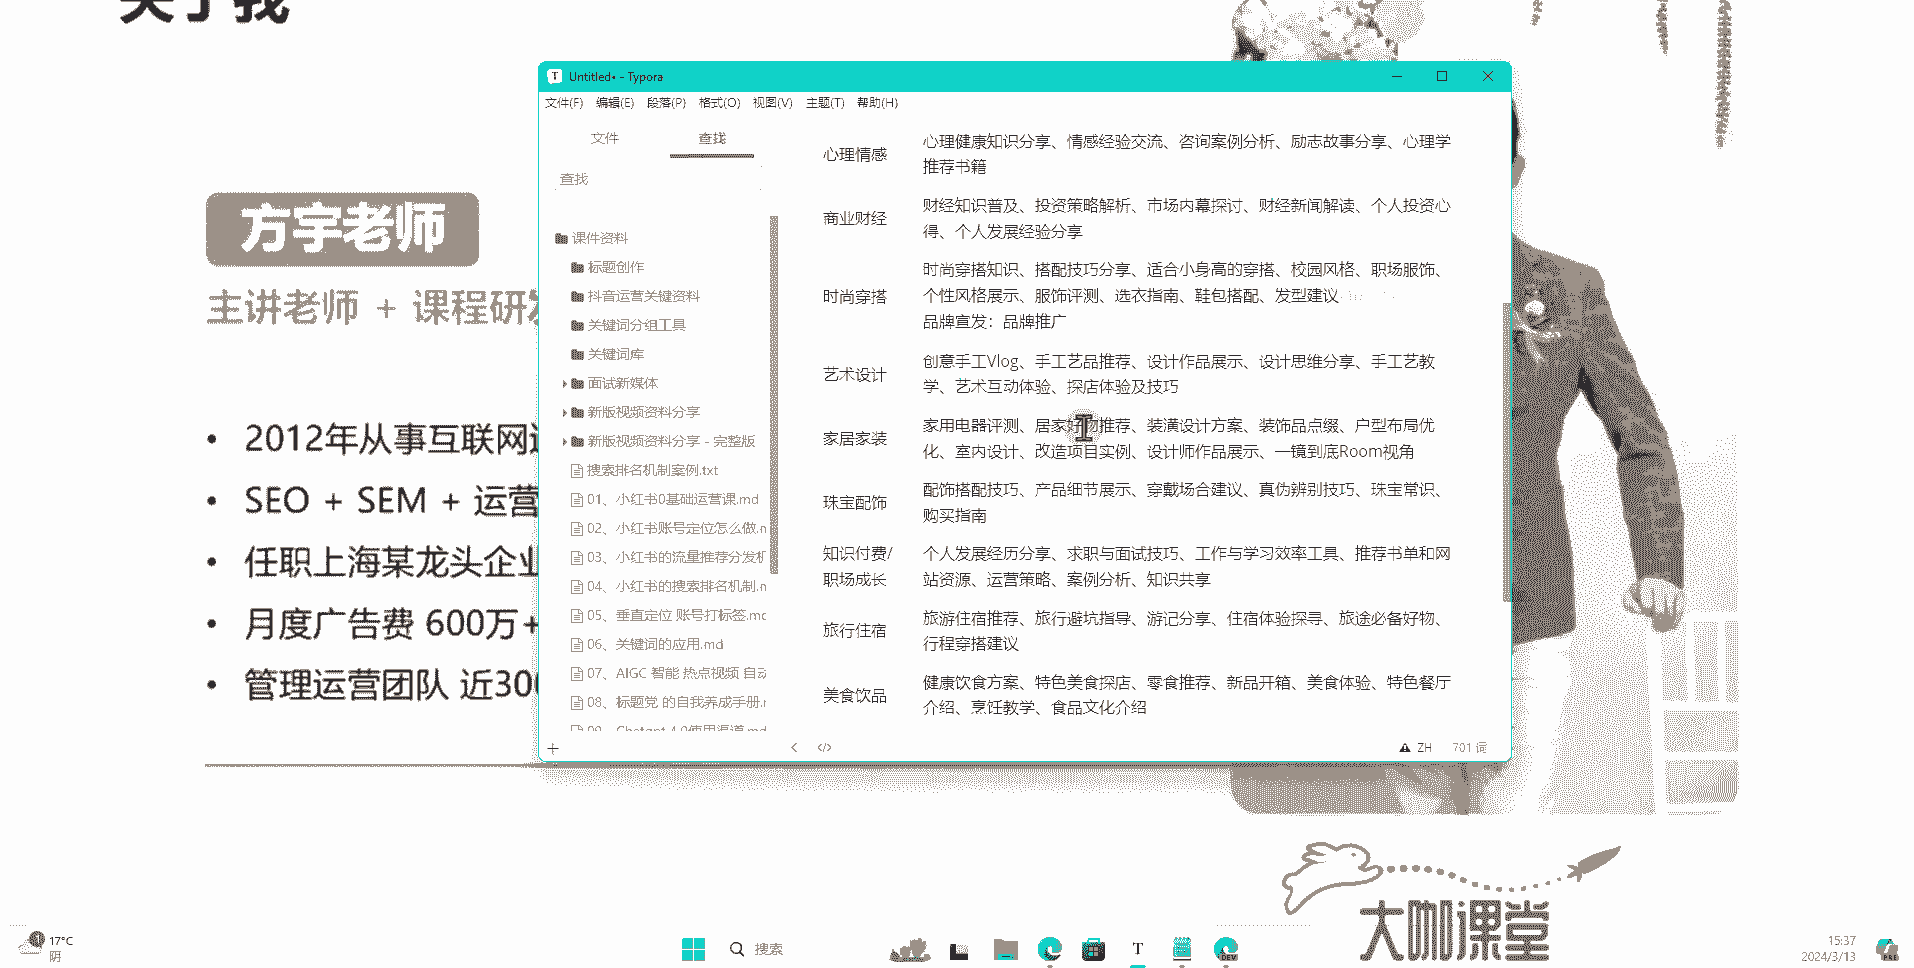 关于我
方宇老师
主讲老师 + 课程研发
2012年从事互联网
SEO + SEM + 运营
任职上海某龙头企业
月度广告费 600万+
管理运营团队 近300
Untitled• - Typora
文件(F) 编辑(E) 段落(P) 格式(O) 视图(V) 主题(T) 帮助(H)
文件 查找
查找
课件资料
标题创作
抖音运营关键资料
关键词分组工具
关键词库
面试新媒体
新版视频资料分享
新版视频资料分享 - 完整版
搜索排名机制案例.txt
01、小红书0基础运营课.md
02、小红书账号定位怎么做.n
03、小红书的流量推荐分发机
04、小红书的搜索排名机制.n
05、垂直定位 账号打标签.mc
06、关键词的应用.md
07、AIGC 智能 热点视频 自动
08、标题党 的自我养成手册.r
09、Chatgpt 4.0使用渠道.md
心理情感
心理健康知识分享、情感经验交流、咨询案例分析、励志故事分享、心理学
推荐书籍
商业财经
财经知识普及、投资策略解析、市场内幕探讨、财经新闻解读、个人投资心
得、个人发展经验分享
时尚穿搭
时尚穿搭知识、搭配技巧分享、适合小身高的穿搭、校园风格、职场服饰、
个性风格展示、服饰评测、选衣指南、鞋包搭配、发型建议
品牌宣发：品牌推广
艺术设计
创意手工Vlog、手工艺品推荐、设计作品展示、设计思维分享、手工艺教
学、艺术互动体验、探店体验及技巧
家居家装
家用电器评测、居家好物推荐、装潢设计方案、装饰品点缀、户型布局优
化、室内设计、改造项目实例、设计师作品展示、一镜到底Room视角
珠宝配饰
配饰搭配技巧、产品细节展示、穿戴场合建议、真伪辨别技巧、珠宝常识、
购买指南
知识付费/
职场成长
个人发展经历分享、求职与面试技巧、工作与学习效率工具、推荐书单和网
站资源、运营策略、案例分析、知识共享
旅行住宿
旅游住宿推荐、旅行避坑指导、游记分享、住宿体验探寻、旅途必备好物、
行程穿搭建议
美食饮品
健康饮食方案、特色美食探店、零食推荐、新品开箱、美食体验、特色餐厅
介绍、烹饪教学、食品文化介绍
ZH 701 词
大咖课堂
1
17°C
阴
搜索
T
DEV
15:37
2024/3/13
PRE